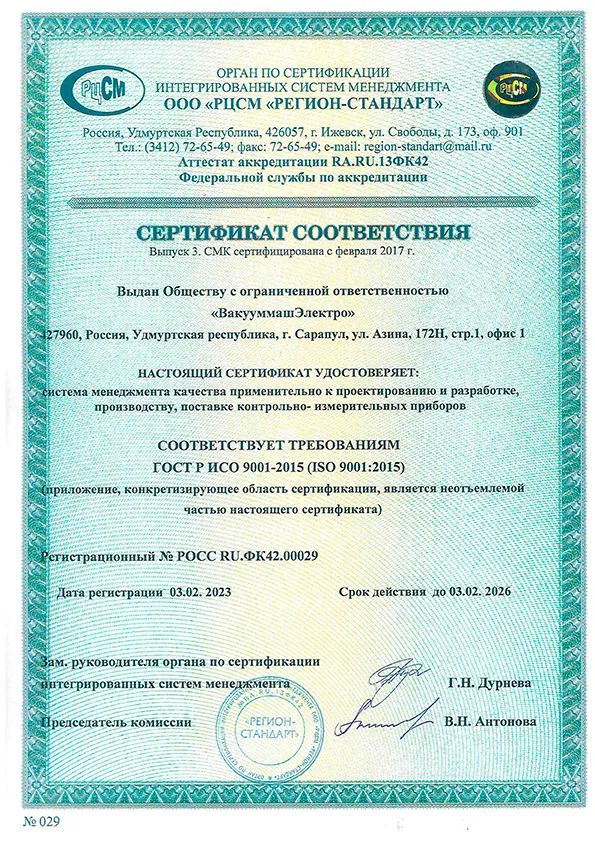 РЦСМ
РЦСМ
ОРГАН ПО СЕРТИФИКАЦИИ
ИНТЕГРИРОВАННЫХ СИСТЕМ МЕНЕДЖМЕНТА
ООО «РЦСМ «РЕГИОН-СТАНДАРТ»
Россия, Удмуртская Республика, 426057, г. Ижевск, ул. Свободы, д. 173, оф. 901
Тел.: (3412) 72-65-49; факс: 72-65-49; e-mail: region-standart@mail.ru
Аттестат аккредитации RA.RU.13ФК42
Федеральной службы по аккредитации
СЕРТИФИКАТ СООТВЕТСТВИЯ
Выпуск 3. СМК сертифицирована с февраля 2017 г.
Выдан Обществу с ограниченной ответственностью
«ВакууммашЭлектро»
427960, Россия, Удмуртская республика, г. Сарапул, ул. Азина, 172Н, стр.1, офис 1
НАСТОЯЩИЙ СЕРТИФИКАТ УДОСТОВЕРЯЕТ:
система менеджмента качества применительно к проектированию и разработке,
производству, поставке контрольно- измерительных приборов
СООТВЕТСТВУЕТ ТРЕБОВАНИЯМ
ГОСТ Р ИСО 9001-2015 (ISO 9001:2015)
(приложение, конкретизирующее область сертификации, является неотъемлемой
частью настоящего сертификата)
Регистрационный № РОСС RU.ФК42.00029
Дата регистрации 03.02. 2023 Срок действия до 03.02. 2026
Зам. руководителя органа по сертификации
интегрированных систем менеджмента Г.Н. Дурнева
Председатель комиссии В.Н. Антонова
«РЕГИОН-
СТАНДАРТ»
№ 029